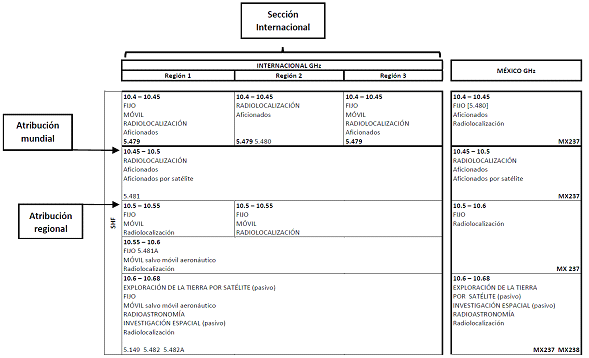 Sección
Internacional
INTERNACIONAL GHz
Región 1
Región 2
Región 3
MÉXICO GHz
10.4 – 10.45
FIJO
MÓVIL
RADIOLOCALIZACIÓN
Aficionados
5.479
10.4 – 10.45
RADIOLOCALIZACIÓN
Aficionados
5.479 5.480
10.4 – 10.45
FIJO
MÓVIL
RADIOLOCALIZACIÓN
Aficionados
5.479
10.4 – 10.45
FIJO [5.480]
Aficionados
Radiolocalización
MX237
Atribución
mundial
10.45 – 10.5
RADIOLOCALIZACIÓN
Aficionados
Aficionados por satélite
5.481
10.45 – 10.5
RADIOLOCALIZACIÓN
Aficionados
Aficionados por satélite
MX237
Atribución
regional
SHF
10.5 – 10.55
FIJO
MÓVIL
Radiolocalización
10.5 – 10.55
FIJO
MÓVIL
RADIOLOCALIZACIÓN
10.5 – 10.6
FIJO
Radiolocalización
MX 237
10.55 – 10.6
FIJO 5.481A
MÓVIL salvo móvil aeronáutico
Radiolocalización
10.6 – 10.68
EXPLORACIÓN DE LA TIERRA POR SATÉLITE (pasivo)
FIJO
MÓVIL salvo móvil aeronáutico
RADIOASTRONOMÍA
INVESTIGACIÓN ESPACIAL (pasivo)
Radiolocalización
5.149 5.482 5.482A
10.6 – 10.68
EXPLORACIÓN DE LA TIERRA
POR SATÉLITE (pasivo)
INVESTIGACIÓN ESPACIAL (pasivo)
RADIOASTRONOMÍA
Radiolocalización
MX237 MX238